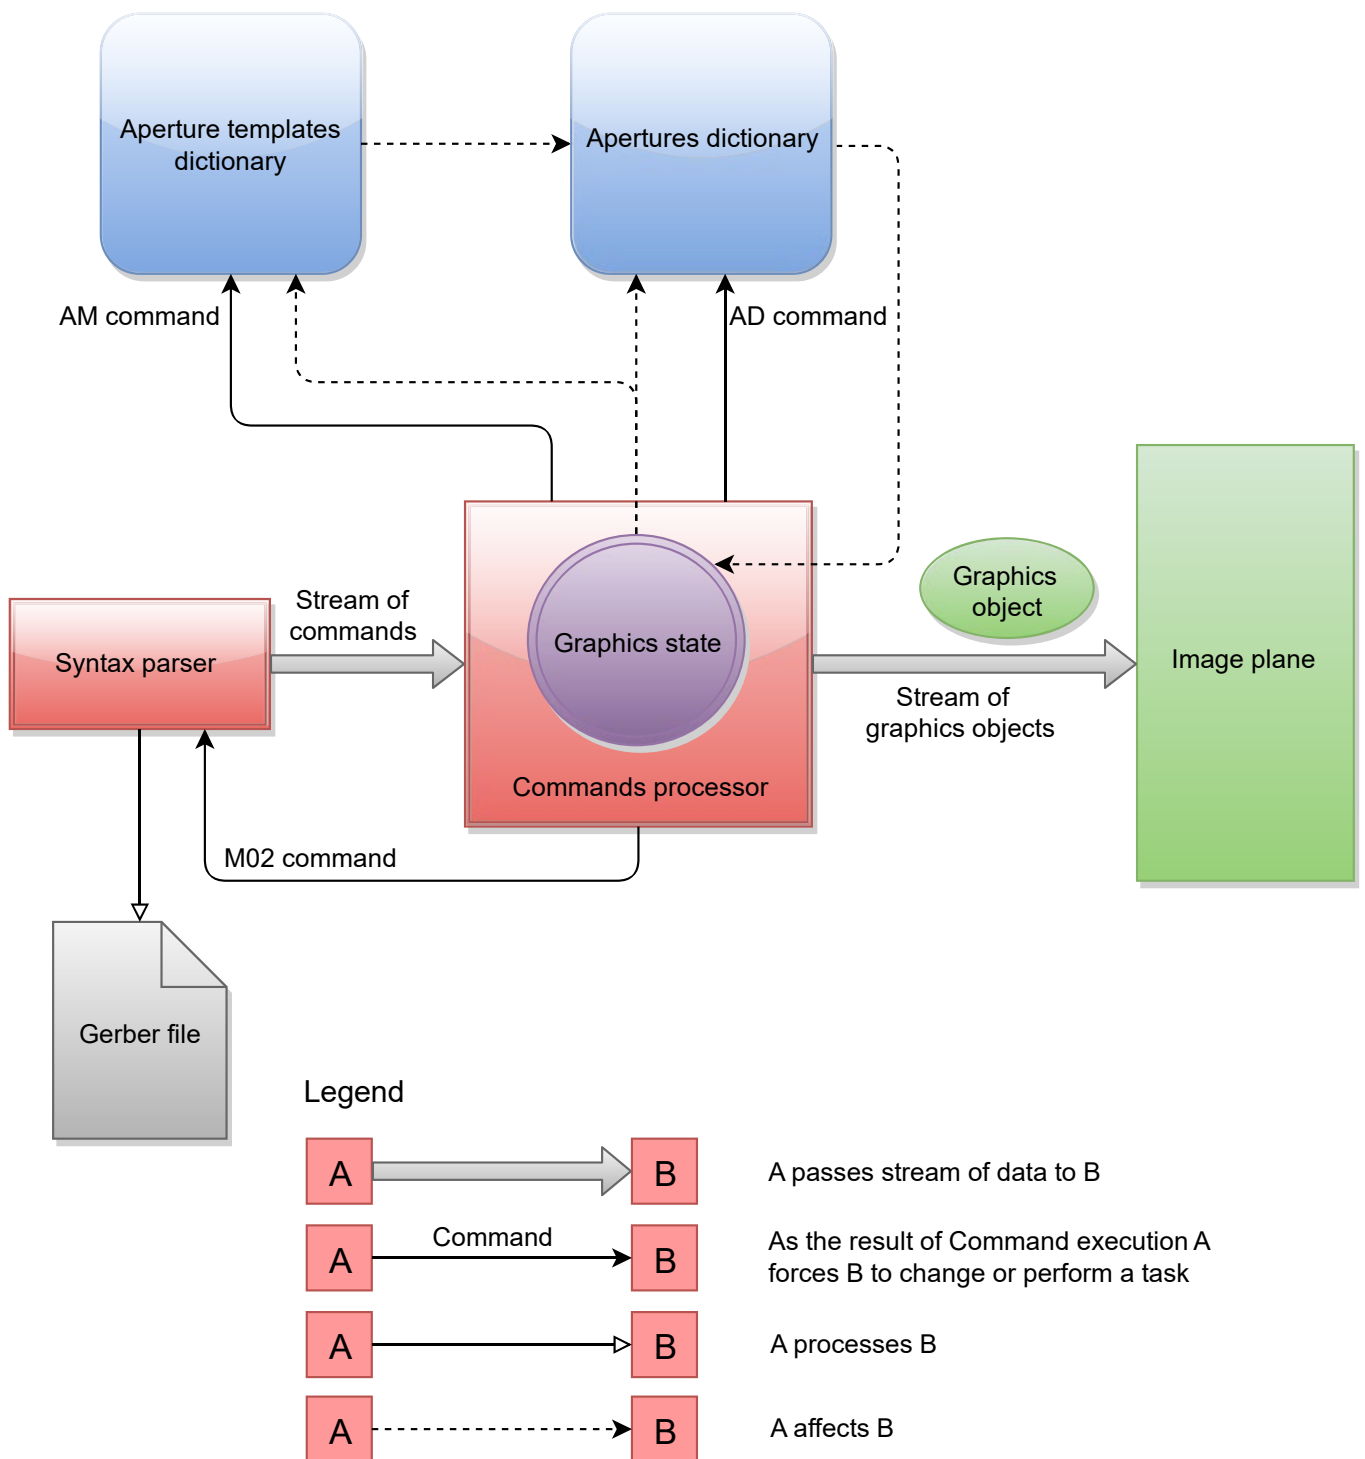 Aperture templates
dictionary
Apertures dictionary
AM command
AD command
Stream of
commands
Syntax parser
Graphics state
Commands processor
Graphics
object
Image plane
Stream of
graphics objects
M02 command
Gerber file
Legend
A
B
A passes stream of data to B
A
Command
B
As the result of Command execution A
forces B to change or perform a task
A
B
A processes B
A
B
A affects B